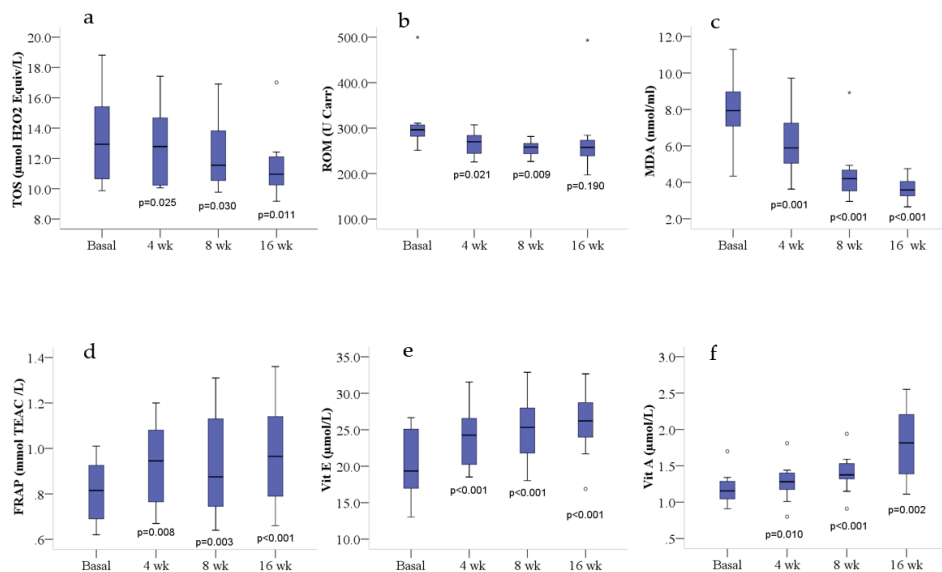 a
TOS (µmol H2O2 Equiv/L)
20.0
18.0
16.0
14.0
12.0
10.0
8.0
p=0.025
p=0.030
p=0.011
Basal 4 wk 8 wk 16 wk
b
ROM (U Carr)
500.0
400.0
300.0
200.0
100.0
p=0.021
p=0.009
p=0.190
Basal 4 wk 8 wk 16 wk
c
MDA (nmol/ml)
12.0
10.0
8.0
6.0
4.0
2.0
p=0.001
p<0.001
p<0.001
Basal 4 wk 8 wk 16 wk
d
FRAP (mmol TEAC /L)
1.4
1.2
1.0
.8
.6
p=0.008
p=0.003
p<0.001
Basal 4 wk 8 wk 16 wk
e
Vit E (µmol/L)
35.0
30.0
25.0
20.0
15.0
10.0
p<0.001
p<0.001
p<0.001
Basal 4 wk 8 wk 16 wk
f
Vit A (µmol/L)
3.0
2.5
2.0
1.5
1.0
.5
p=0.010
p<0.001
p=0.002
Basal 4 wk 8 wk 16 wk